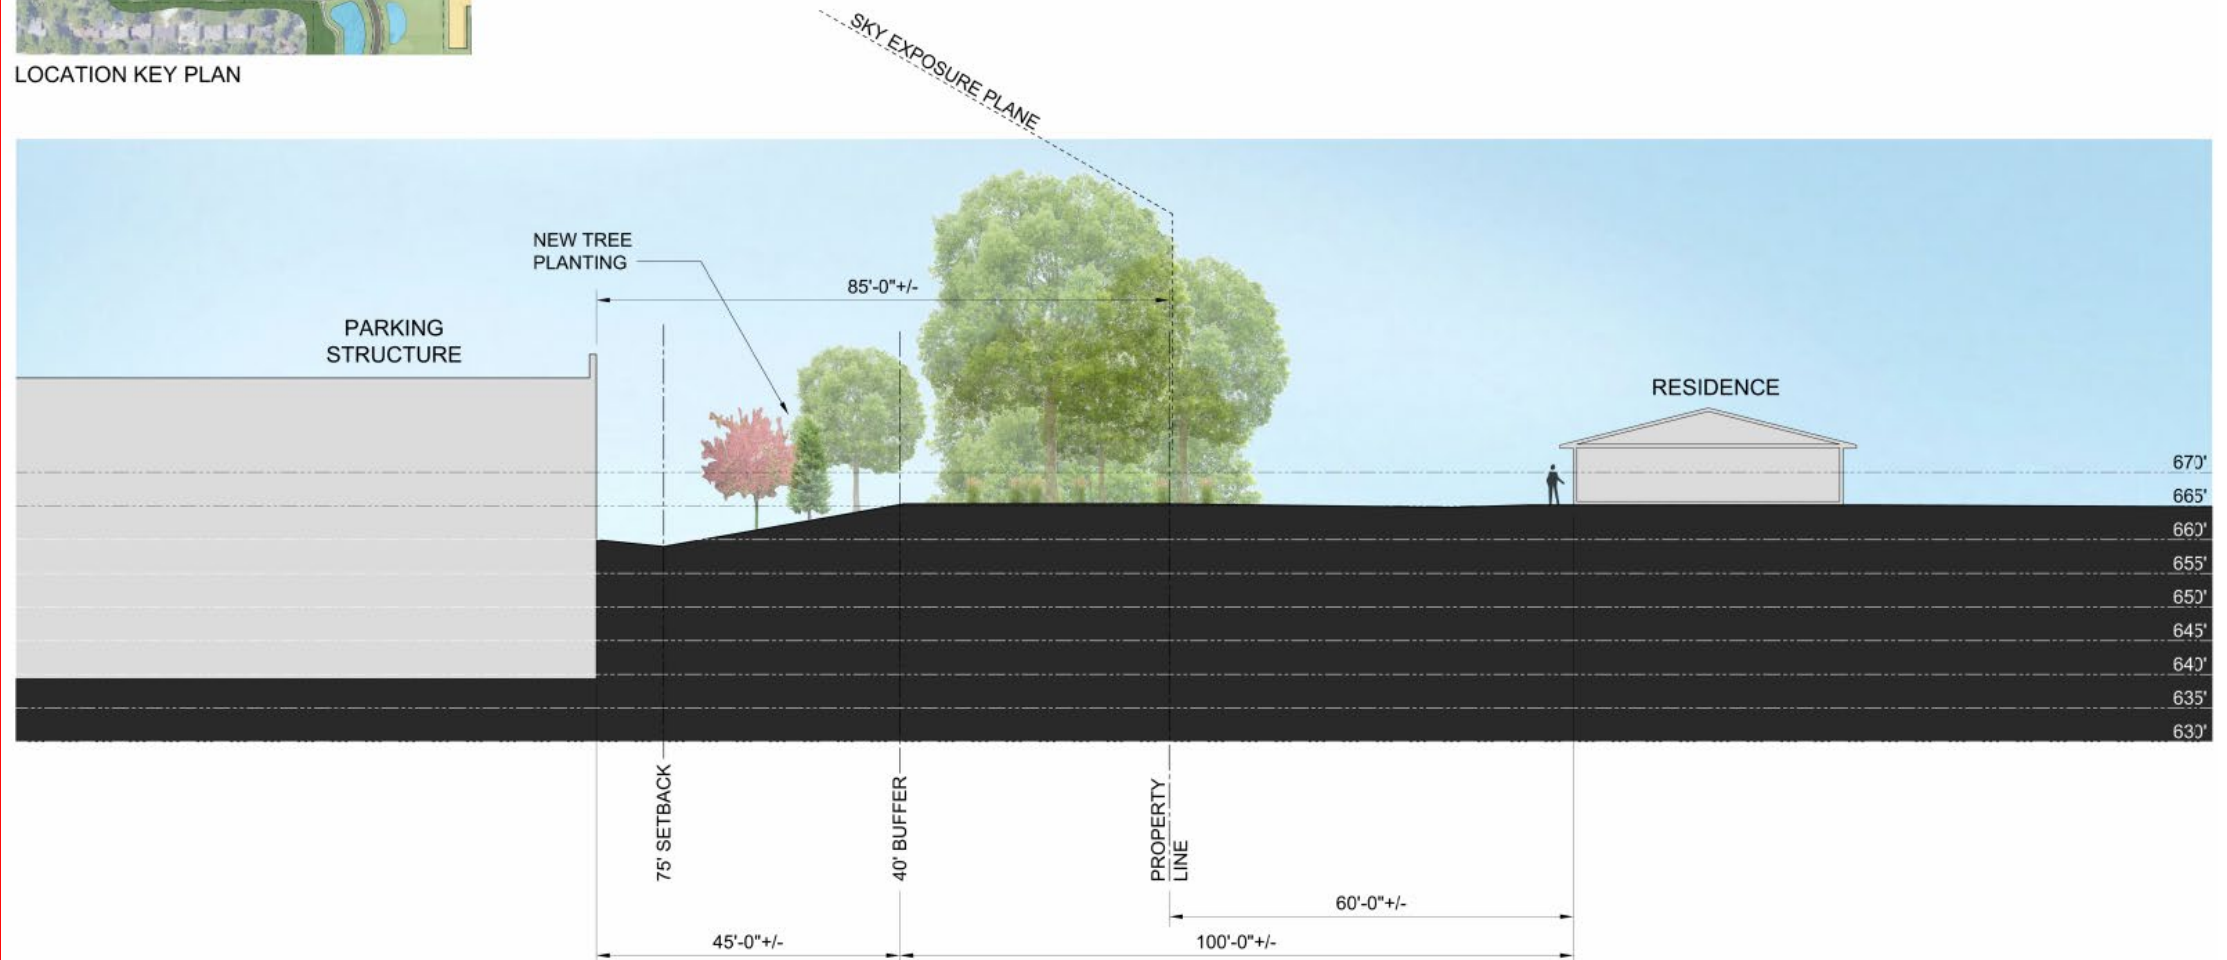 LOCATION KEY PLAN
SKY EXPOSURE PLANE
NEW TREE
PLANTING
85'-0"+/-
PARKING
STRUCTURE
RESIDENCE
670'
665'
660'
655'
650'
645'
640'
635'
630'
75' SETBACK
40' BUFFER
PROPERTY
LINE
60'-0"+/-
45'-0"+/-
100'-0"+/-